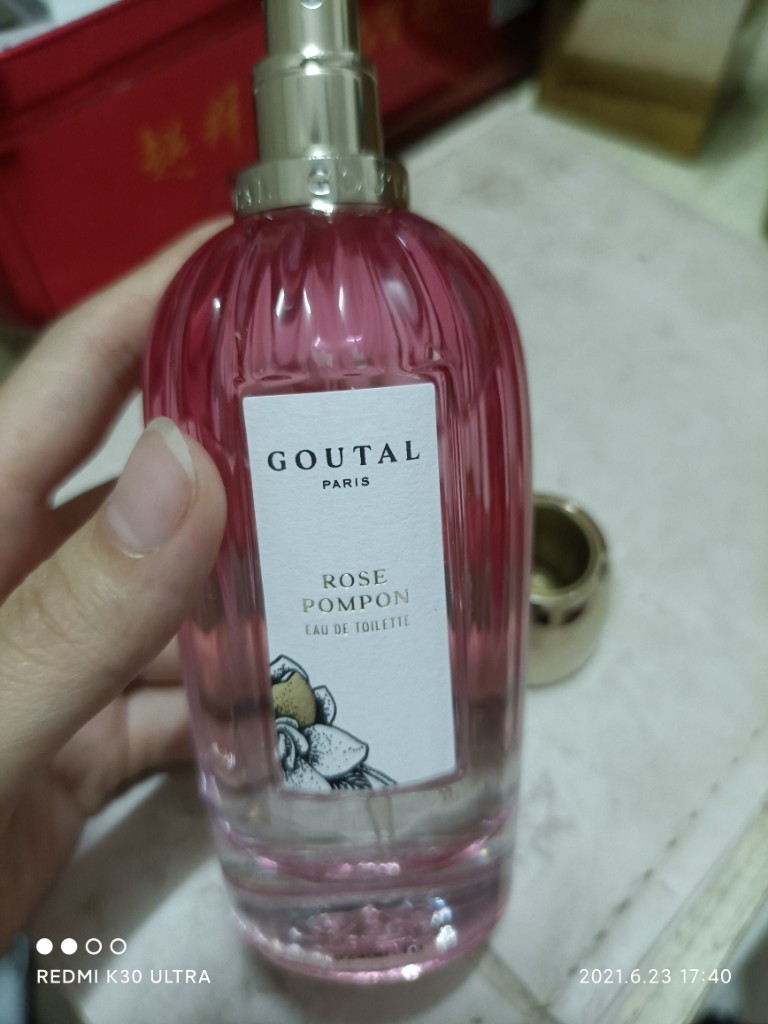 GOUTAL
PARIS
ROSE
POMPON
EAU DE TOILETTE
REDMI K30 ULTRA
2021.6.23 17:40